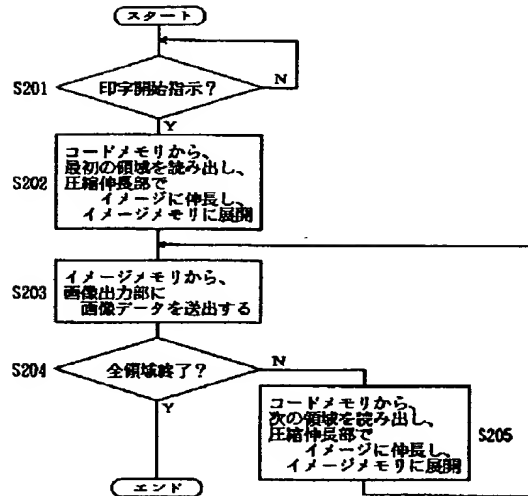 スタート
S201
印字開始指示？
N
Y
S202
コードメモリから、
最初の領域を読み出し、
圧縮伸長部で
イメージに伸長し、
イメージメモリに展開
S203
イメージメモリから、
画像出力部に
画像データを送出する
S204
全領域終了？
N
Y
コードメモリから、
次の領域を読み出し、
圧縮伸長部で
イメージに伸長し、
イメージメモリに展開
S205
エンド